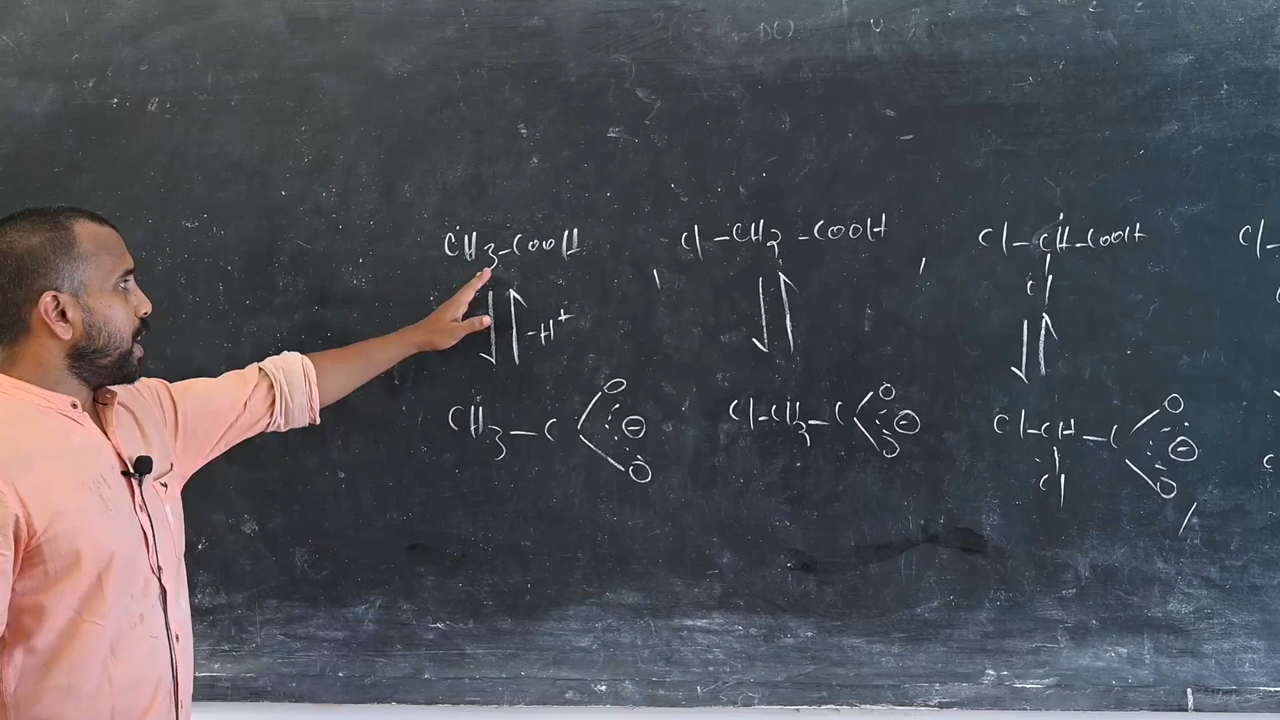 CH3-COOH
Cl-CH2-COOH
Cl-CH-COOH
Cl
Cl-
-H+
CH3-C O O -
Cl-CH2-C O O -
Cl-CH-C O O -
Cl